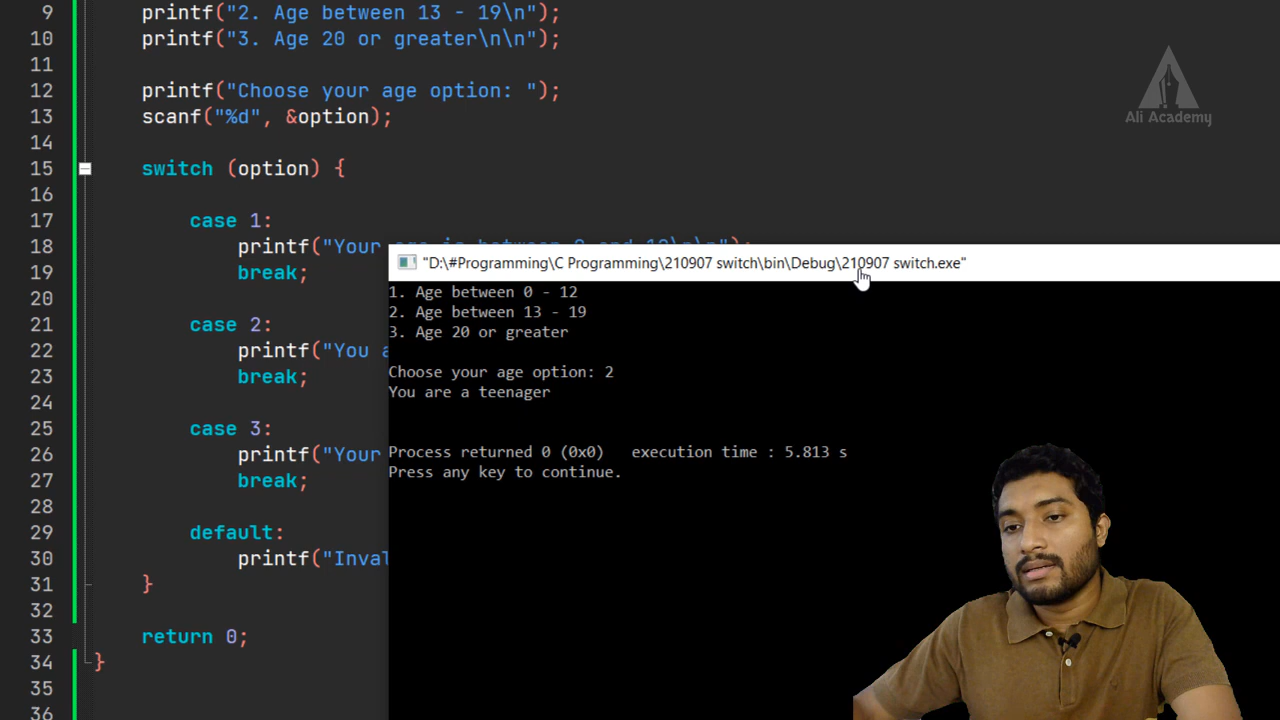 9 printf("2. Age between 13 - 19\n");
10 printf("3. Age 20 or greater\n\n");
11
12 printf("Choose your age option: ");
13 scanf("%d", &option);
14
15 switch (option) {
16
17 case 1:
18 printf("Your age is between 0 and 12\n\n");
19 break;
20
21 case 2:
22 printf("You a
23 break;
24
25 case 3:
26 printf("Your
27 break;
28
29 default:
30 printf("Inval
31 }
32
33 return 0;
34 }
35
36
Ali Academy
"D:\#Programming\C Programming\210907 switch\bin\Debug\210907 switch.exe"
1. Age between 0 - 12
2. Age between 13 - 19
3. Age 20 or greater
Choose your age option: 2
You are a teenager
Process returned 0 (0x0) execution time : 5.813 s
Press any key to continue.